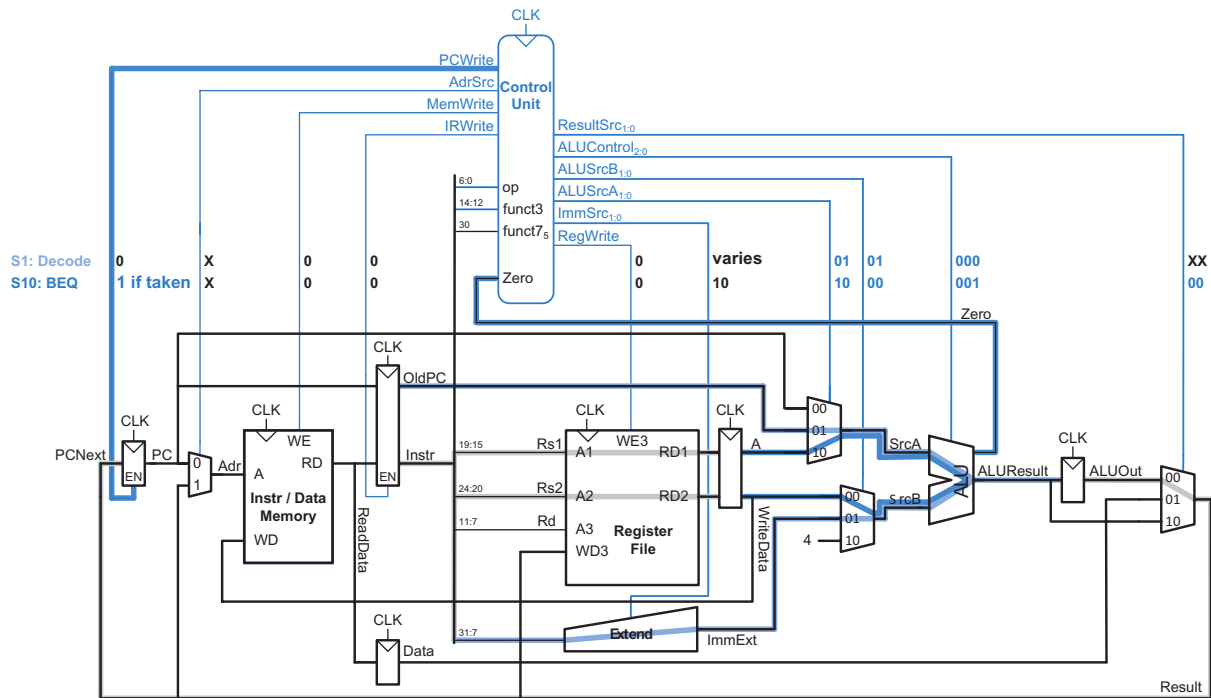 CLK
PCWrite
AdrSrc
MemWrite
IRWrite
Control
Unit
ResultSrc1:0
ALUControl2:0
ALUSrcB1:0
ALUSrcA1:0
ImmSrc1:0
RegWrite
6:0 op
14:12 funct3
30 funct75
Zero
S1: Decode 0 X 0 0 0 varies 01 01 000 XX
S10: BEQ 1 if taken X 0 0 0 10 10 00 001 00
Zero
CLK
OldPC
CLK
CLK
CLK
CLK
CLK
PCNext
EN
PC
0
1
Adr
WE
A
RD
Instr / Data
Memory
WD
ReadData
EN
Instr
19:15 Rs1
24:20 Rs2
11:7 Rd
A1
WE3
RD1
A2
RD2
A3
Register
File
WD3
A
WriteData
00
01
10
SrcA
00
01
10
4
SrcB
ALU
ALUResult
ALUOut
00
01
10
31:7
Extend
ImmExt
CLK
Data
Result